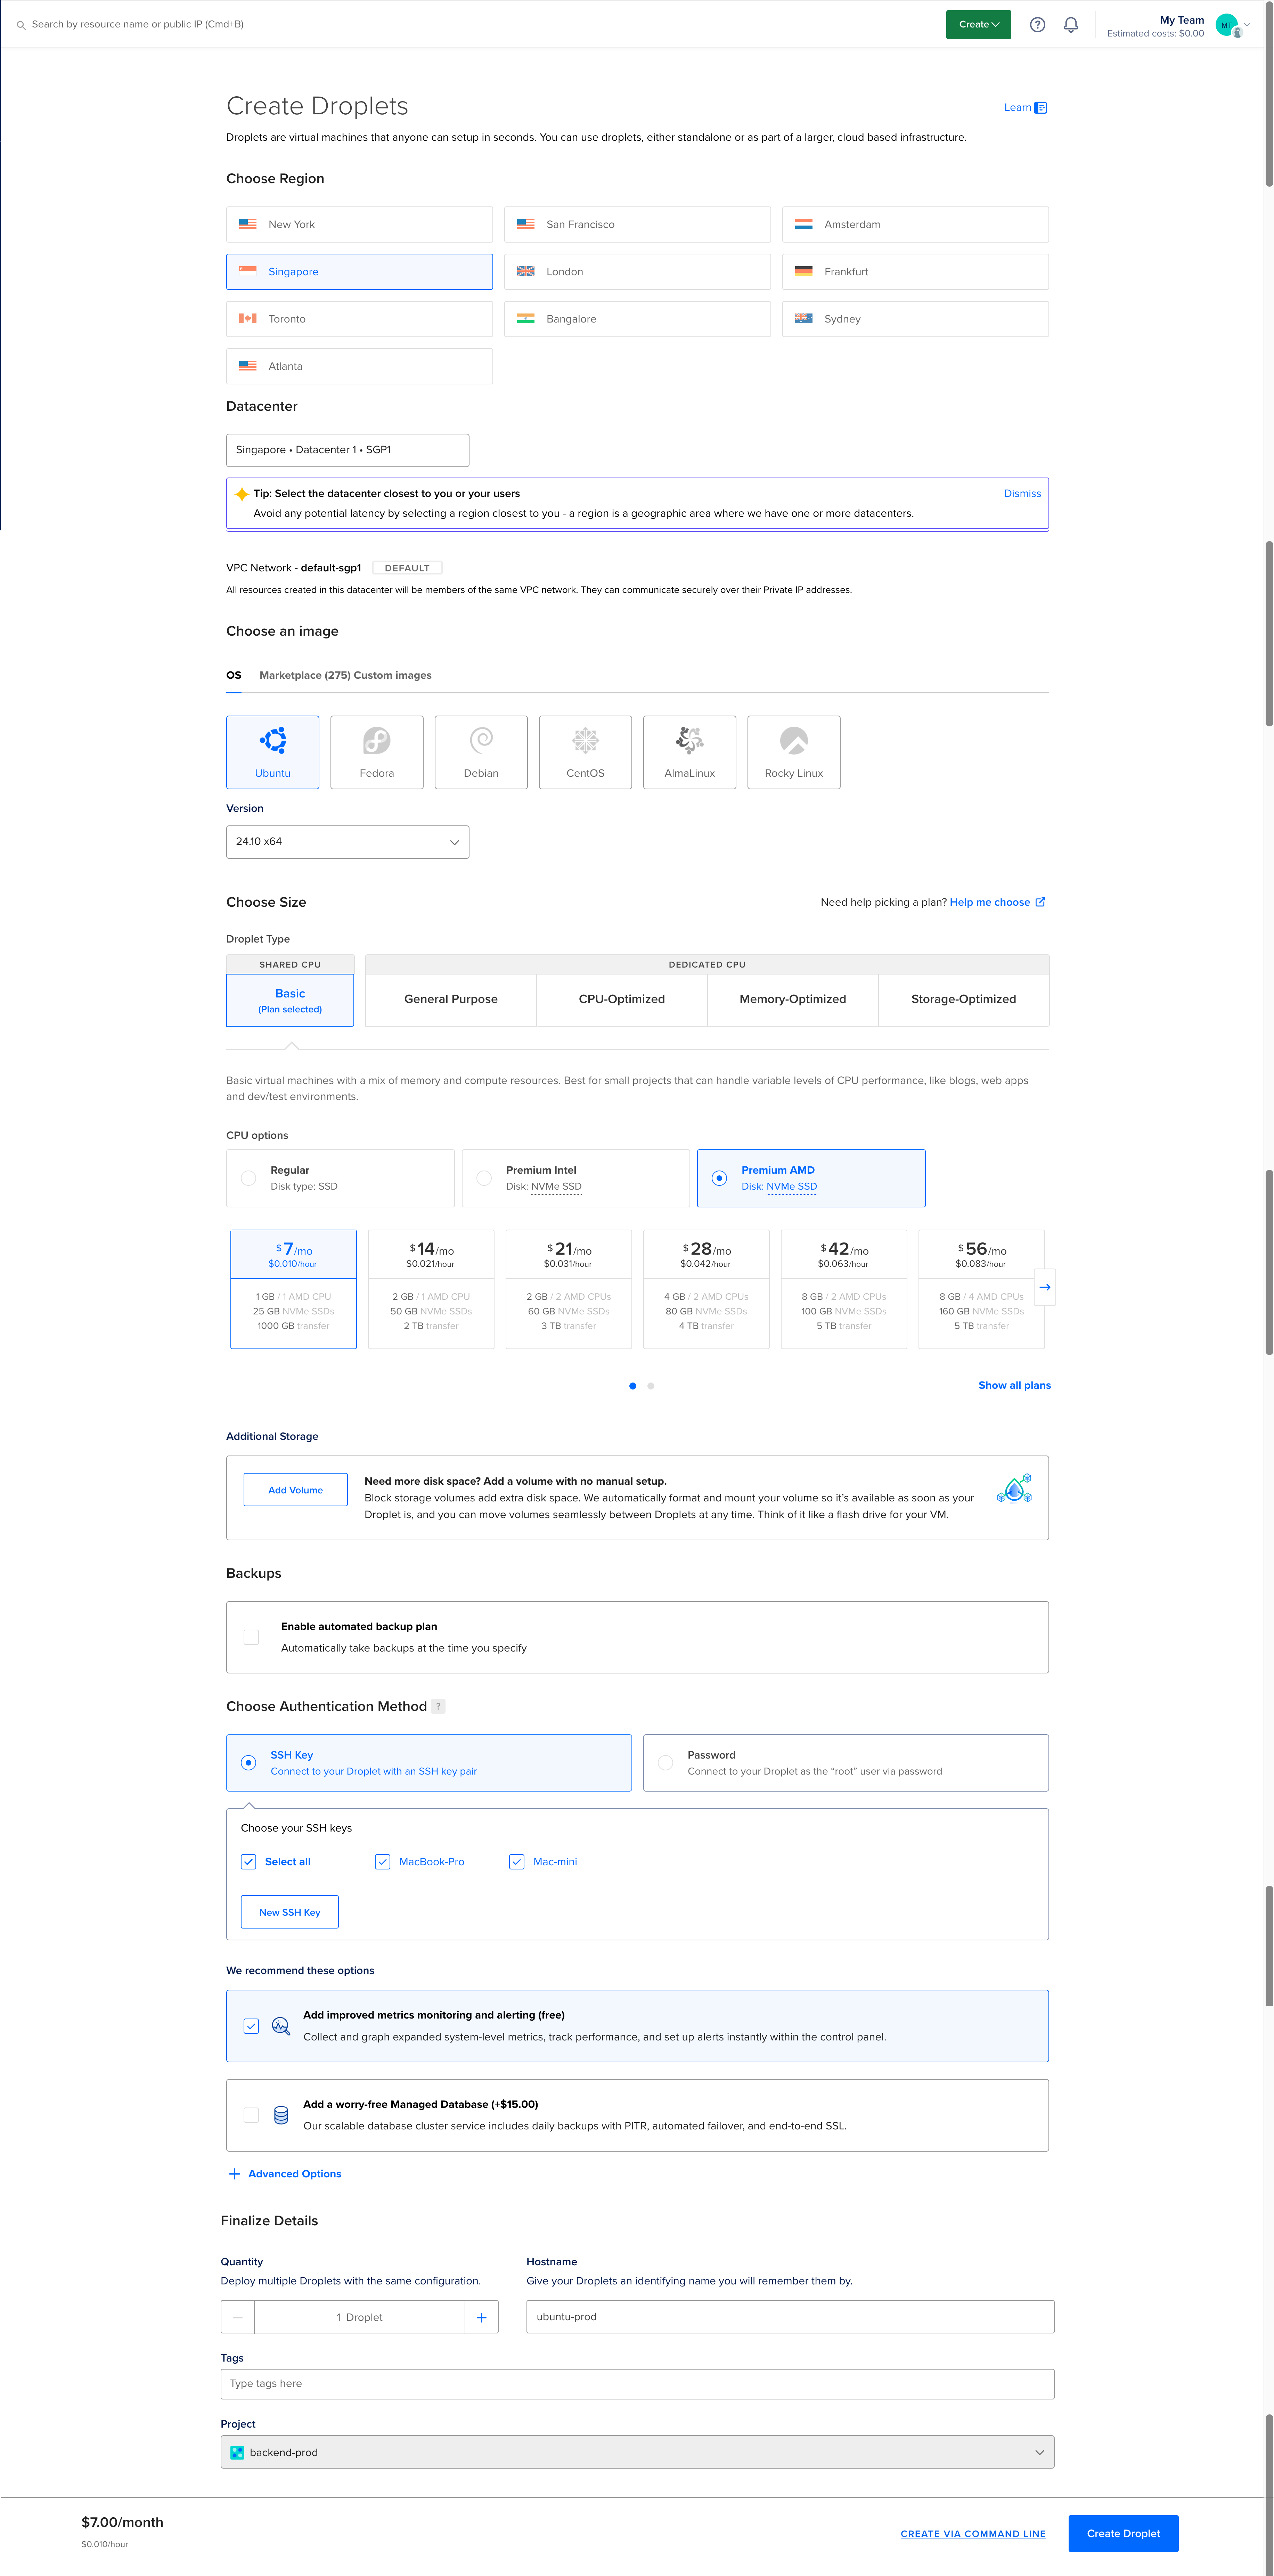 Search by resource name or public IP (Cmd+B)
Create
My Team
Estimated costs: $0.00
MT
Create Droplets
Learn
Droplets are virtual machines that anyone can setup in seconds. You can use droplets, either standalone or as part of a larger, cloud based infrastructure.
Choose Region
New York
San Francisco
Amsterdam
Singapore
London
Frankfurt
Toronto
Bangalore
Sydney
Atlanta
Datacenter
Singapore • Datacenter 1 • SGP1
Tip: Select the datacenter closest to you or your users
Dismiss
Avoid any potential latency by selecting a region closest to you - a region is a geographic area where we have one or more datacenters.
VPC Network - default-sgp1 DEFAULT
All resources created in this datacenter will be members of the same VPC network. They can communicate securely over their Private IP addresses.
Choose an image
OS Marketplace (275) Custom images
Ubuntu
Fedora
Debian
CentOS
AlmaLinux
Rocky Linux
Version
24.10 x64
Choose Size
Need help picking a plan? Help me choose
Droplet Type
SHARED CPU
DEDICATED CPU
Basic
(Plan selected)
General Purpose
CPU-Optimized
Memory-Optimized
Storage-Optimized
Basic virtual machines with a mix of memory and compute resources. Best for small projects that can handle variable levels of CPU performance, like blogs, web apps
and dev/test environments.
CPU options
Regular
Disk type: SSD
Premium Intel
Disk: NVMe SSD
Premium AMD
Disk: NVMe SSD
$7/mo
$0.010/hour
1 GB / 1 AMD CPU
25 GB NVMe SSDs
1000 GB transfer
$14/mo
$0.021/hour
2 GB / 1 AMD CPU
50 GB NVMe SSDs
2 TB transfer
$21/mo
$0.031/hour
2 GB / 2 AMD CPUs
60 GB NVMe SSDs
3 TB transfer
$28/mo
$0.042/hour
4 GB / 2 AMD CPUs
80 GB NVMe SSDs
4 TB transfer
$42/mo
$0.063/hour
8 GB / 2 AMD CPUs
100 GB NVMe SSDs
5 TB transfer
$56/mo
$0.083/hour
8 GB / 4 AMD CPUs
160 GB NVMe SSDs
5 TB transfer
Show all plans
Additional Storage
Add Volume
Need more disk space? Add a volume with no manual setup.
Block storage volumes add extra disk space. We automatically format and mount your volume so it's available as soon as your
Droplet is, and you can move volumes seamlessly between Droplets at any time. Think of it like a flash drive for your VM.
Backups
Enable automated backup plan
Automatically take backups at the time you specify
Choose Authentication Method ?
SSH Key
Connect to your Droplet with an SSH key pair
Password
Connect to your Droplet as the “root” user via password
Choose your SSH keys
Select all
MacBook-Pro
Mac-mini
New SSH Key
We recommend these options
Add improved metrics monitoring and alerting (free)
Collect and graph expanded system-level metrics, track performance, and set up alerts instantly within the control panel.
Add a worry-free Managed Database (+$15.00)
Our scalable database cluster service includes daily backups with PITR, automated failover, and end-to-end SSL.
Advanced Options
Finalize Details
Quantity
Deploy multiple Droplets with the same configuration.
1 Droplet
Hostname
Give your Droplets an identifying name you will remember them by.
ubuntu-prod
Tags
Type tags here
Project
backend-prod
$7.00/month
$0.010/hour
CREATE VIA COMMAND LINE
Create Droplet